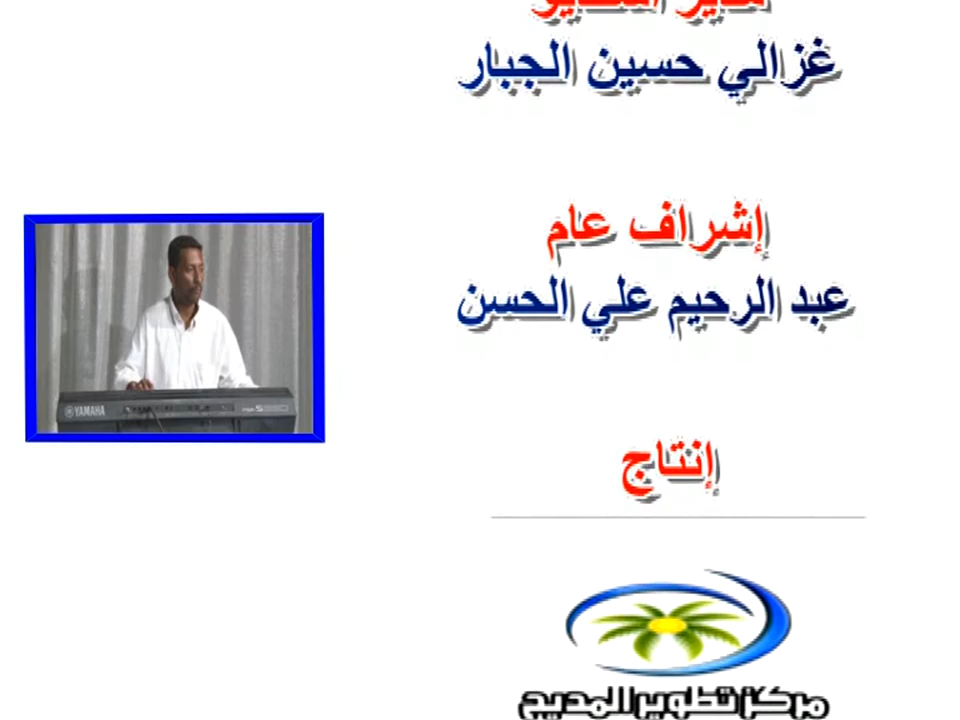 غزالي حسين الجبار
إشراف عام
عبد الرحيم علي الحسن
YAMAHA
إنتاج
مركز تطوير المديح